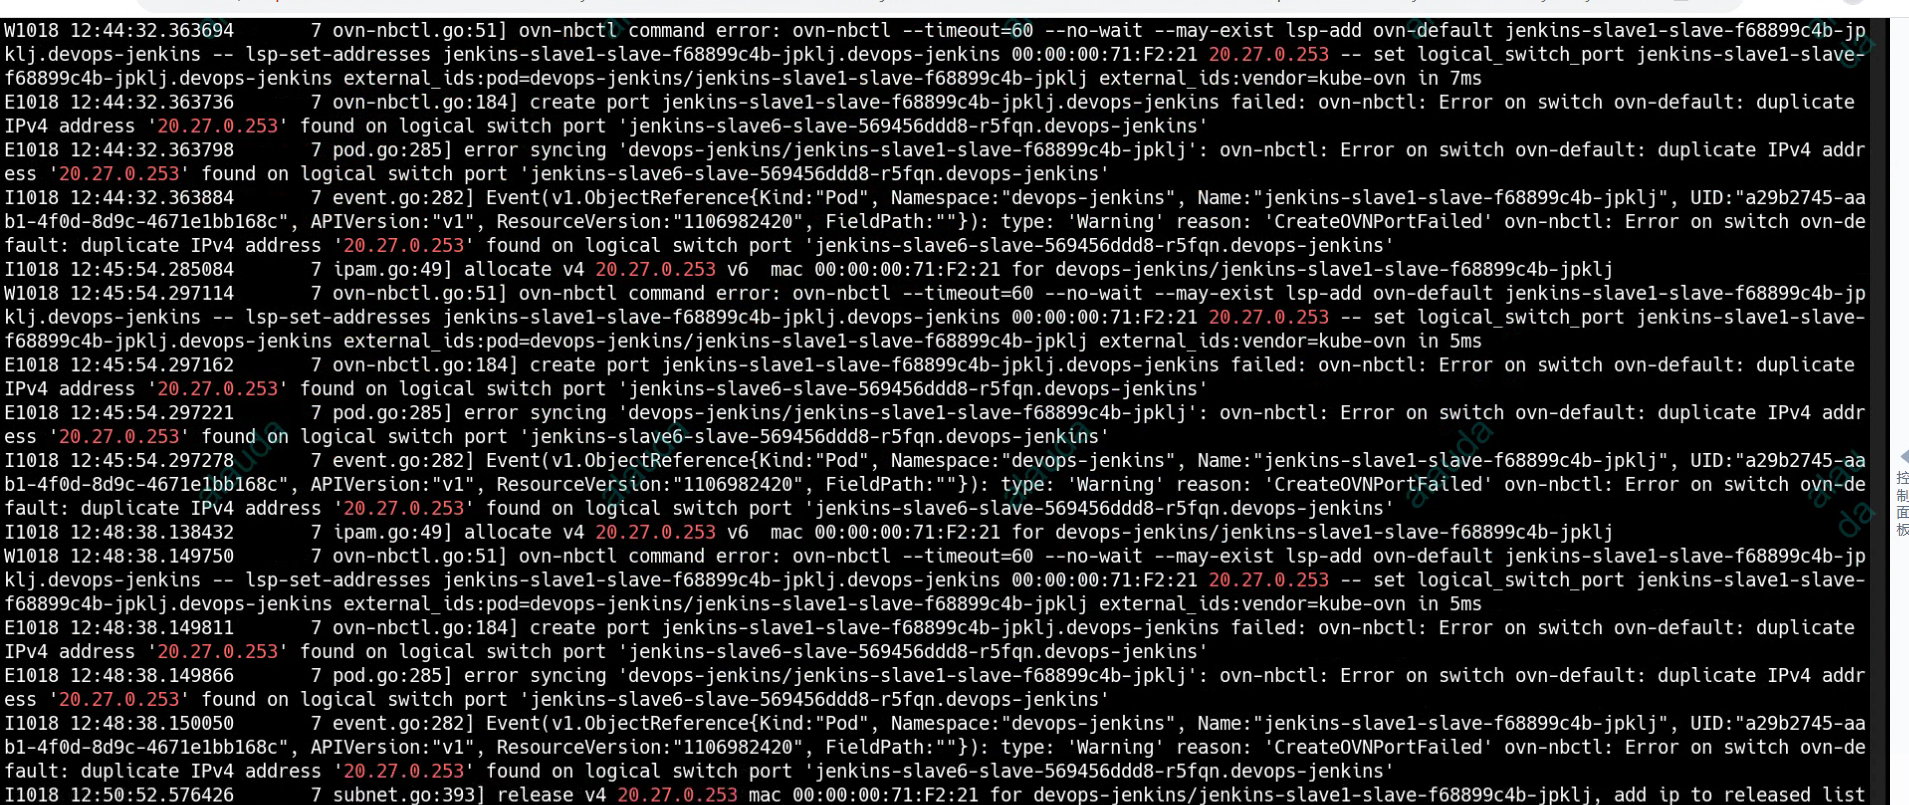 W1018 12:44:32.363694       7 ovn-nbctl.go:51] ovn-nbctl command error: ovn-nbctl --timeout=60 --no-wait --may-exist lsp-add ovn-default jenkins-slave1-slave-f68899c4b-jp
klj.devops-jenkins -- lsp-set-addresses jenkins-slave1-slave-f68899c4b-jpklj.devops-jenkins 00:00:00:71:F2:21 20.27.0.253 -- set logical_switch_port jenkins-slave1-slave-
f68899c4b-jpklj.devops-jenkins external_ids:pod=devops-jenkins/jenkins-slave1-slave-f68899c4b-jpklj external_ids:vendor=kube-ovn in 7ms
E1018 12:44:32.363736       7 ovn-nbctl.go:184] create port jenkins-slave1-slave-f68899c4b-jpklj.devops-jenkins failed: ovn-nbctl: Error on switch ovn-default: duplicate
IPv4 address '20.27.0.253' found on logical switch port 'jenkins-slave6-slave-569456ddd8-r5fqn.devops-jenkins'
E1018 12:44:32.363798       7 pod.go:285] error syncing 'devops-jenkins/jenkins-slave1-slave-f68899c4b-jpklj': ovn-nbctl: Error on switch ovn-default: duplicate IPv4 addr
ess '20.27.0.253' found on logical switch port 'jenkins-slave6-slave-569456ddd8-r5fqn.devops-jenkins'
I1018 12:44:32.363884       7 event.go:282] Event(v1.ObjectReference{Kind:"Pod", Namespace:"devops-jenkins", Name:"jenkins-slave1-slave-f68899c4b-jpklj", UID:"a29b2745-aa
b1-4f0d-8d9c-4671e1bb168c", APIVersion:"v1", ResourceVersion:"1106982420", FieldPath:""}): type: 'Warning' reason: 'CreateOVNPortFailed' ovn-nbctl: Error on switch ovn-de
fault: duplicate IPv4 address '20.27.0.253' found on logical switch port 'jenkins-slave6-slave-569456ddd8-r5fqn.devops-jenkins'
I1018 12:45:54.285084       7 ipam.go:49] allocate v4 20.27.0.253 v6  mac 00:00:00:71:F2:21 for devops-jenkins/jenkins-slave1-slave-f68899c4b-jpklj
W1018 12:45:54.297114       7 ovn-nbctl.go:51] ovn-nbctl command error: ovn-nbctl --timeout=60 --no-wait --may-exist lsp-add ovn-default jenkins-slave1-slave-f68899c4b-jp
klj.devops-jenkins -- lsp-set-addresses jenkins-slave1-slave-f68899c4b-jpklj.devops-jenkins 00:00:00:71:F2:21 20.27.0.253 -- set logical_switch_port jenkins-slave1-slave-
f68899c4b-jpklj.devops-jenkins external_ids:pod=devops-jenkins/jenkins-slave1-slave-f68899c4b-jpklj external_ids:vendor=kube-ovn in 5ms
E1018 12:45:54.297162       7 ovn-nbctl.go:184] create port jenkins-slave1-slave-f68899c4b-jpklj.devops-jenkins failed: ovn-nbctl: Error on switch ovn-default: duplicate
IPv4 address '20.27.0.253' found on logical switch port 'jenkins-slave6-slave-569456ddd8-r5fqn.devops-jenkins'
E1018 12:45:54.297221       7 pod.go:285] error syncing 'devops-jenkins/jenkins-slave1-slave-f68899c4b-jpklj': ovn-nbctl: Error on switch ovn-default: duplicate IPv4 addr
ess '20.27.0.253' found on logical switch port 'jenkins-slave6-slave-569456ddd8-r5fqn.devops-jenkins'
I1018 12:45:54.297278       7 event.go:282] Event(v1.ObjectReference{Kind:"Pod", Namespace:"devops-jenkins", Name:"jenkins-slave1-slave-f68899c4b-jpklj", UID:"a29b2745-aa
b1-4f0d-8d9c-4671e1bb168c", APIVersion:"v1", ResourceVersion:"1106982420", FieldPath:""}): type: 'Warning' reason: 'CreateOVNPortFailed' ovn-nbctl: Error on switch ovn-de
fault: duplicate IPv4 address '20.27.0.253' found on logical switch port 'jenkins-slave6-slave-569456ddd8-r5fqn.devops-jenkins'
I1018 12:48:38.138432       7 ipam.go:49] allocate v4 20.27.0.253 v6  mac 00:00:00:71:F2:21 for devops-jenkins/jenkins-slave1-slave-f68899c4b-jpklj
W1018 12:48:38.149750       7 ovn-nbctl.go:51] ovn-nbctl command error: ovn-nbctl --timeout=60 --no-wait --may-exist lsp-add ovn-default jenkins-slave1-slave-f68899c4b-jp
klj.devops-jenkins -- lsp-set-addresses jenkins-slave1-slave-f68899c4b-jpklj.devops-jenkins 00:00:00:71:F2:21 20.27.0.253 -- set logical_switch_port jenkins-slave1-slave-
f68899c4b-jpklj.devops-jenkins external_ids:pod=devops-jenkins/jenkins-slave1-slave-f68899c4b-jpklj external_ids:vendor=kube-ovn in 5ms
E1018 12:48:38.149811       7 ovn-nbctl.go:184] create port jenkins-slave1-slave-f68899c4b-jpklj.devops-jenkins failed: ovn-nbctl: Error on switch ovn-default: duplicate
IPv4 address '20.27.0.253' found on logical switch port 'jenkins-slave6-slave-569456ddd8-r5fqn.devops-jenkins'
E1018 12:48:38.149866       7 pod.go:285] error syncing 'devops-jenkins/jenkins-slave1-slave-f68899c4b-jpklj': ovn-nbctl: Error on switch ovn-default: duplicate IPv4 addr
ess '20.27.0.253' found on logical switch port 'jenkins-slave6-slave-569456ddd8-r5fqn.devops-jenkins'
I1018 12:48:38.150050       7 event.go:282] Event(v1.ObjectReference{Kind:"Pod", Namespace:"devops-jenkins", Name:"jenkins-slave1-slave-f68899c4b-jpklj", UID:"a29b2745-aa
b1-4f0d-8d9c-4671e1bb168c", APIVersion:"v1", ResourceVersion:"1106982420", FieldPath:""}): type: 'Warning' reason: 'CreateOVNPortFailed' ovn-nbctl: Error on switch ovn-de
fault: duplicate IPv4 address '20.27.0.253' found on logical switch port 'jenkins-slave6-slave-569456ddd8-r5fqn.devops-jenkins'
I1018 12:50:52.576426       7 subnet.go:393] release v4 20.27.0.253 mac 00:00:00:71:F2:21 for devops-jenkins/jenkins-slave1-slave-f68899c4b-jpklj, add ip to released list
控制面板